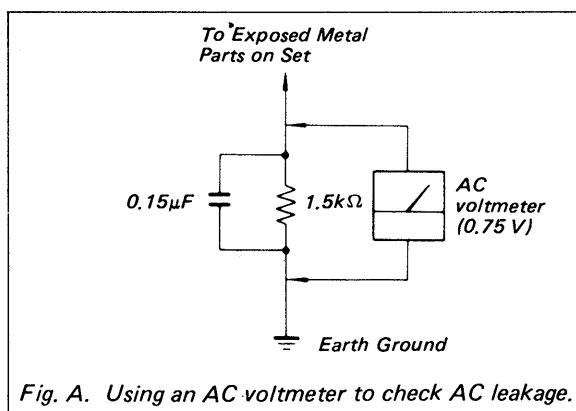 To Exposed Metal
Parts on Set
0.15μF
1.5kΩ
AC
voltmeter
(0.75 V)
Earth Ground
Fig. A. Using an AC voltmeter to check AC leakage.